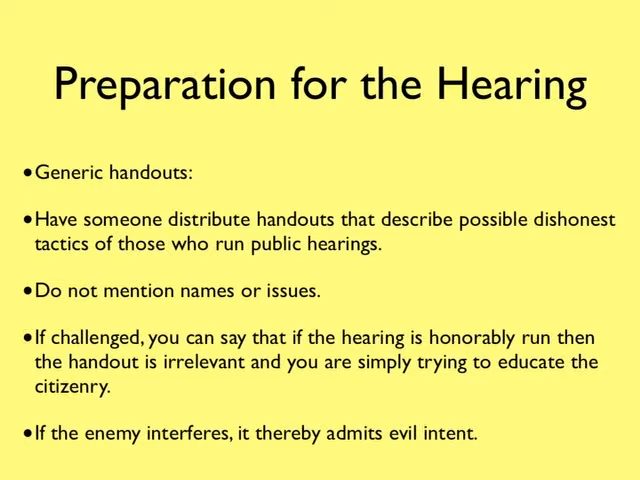 Preparation for the Hearing
•Generic handouts:
•Have someone distribute handouts that describe possible dishonest
tactics of those who run public hearings.
•Do not mention names or issues.
•If challenged, you can say that if the hearing is honorably run then
the handout is irrelevant and you are simply trying to educate the
citizenry.
•If the enemy interferes, it thereby admits evil intent.